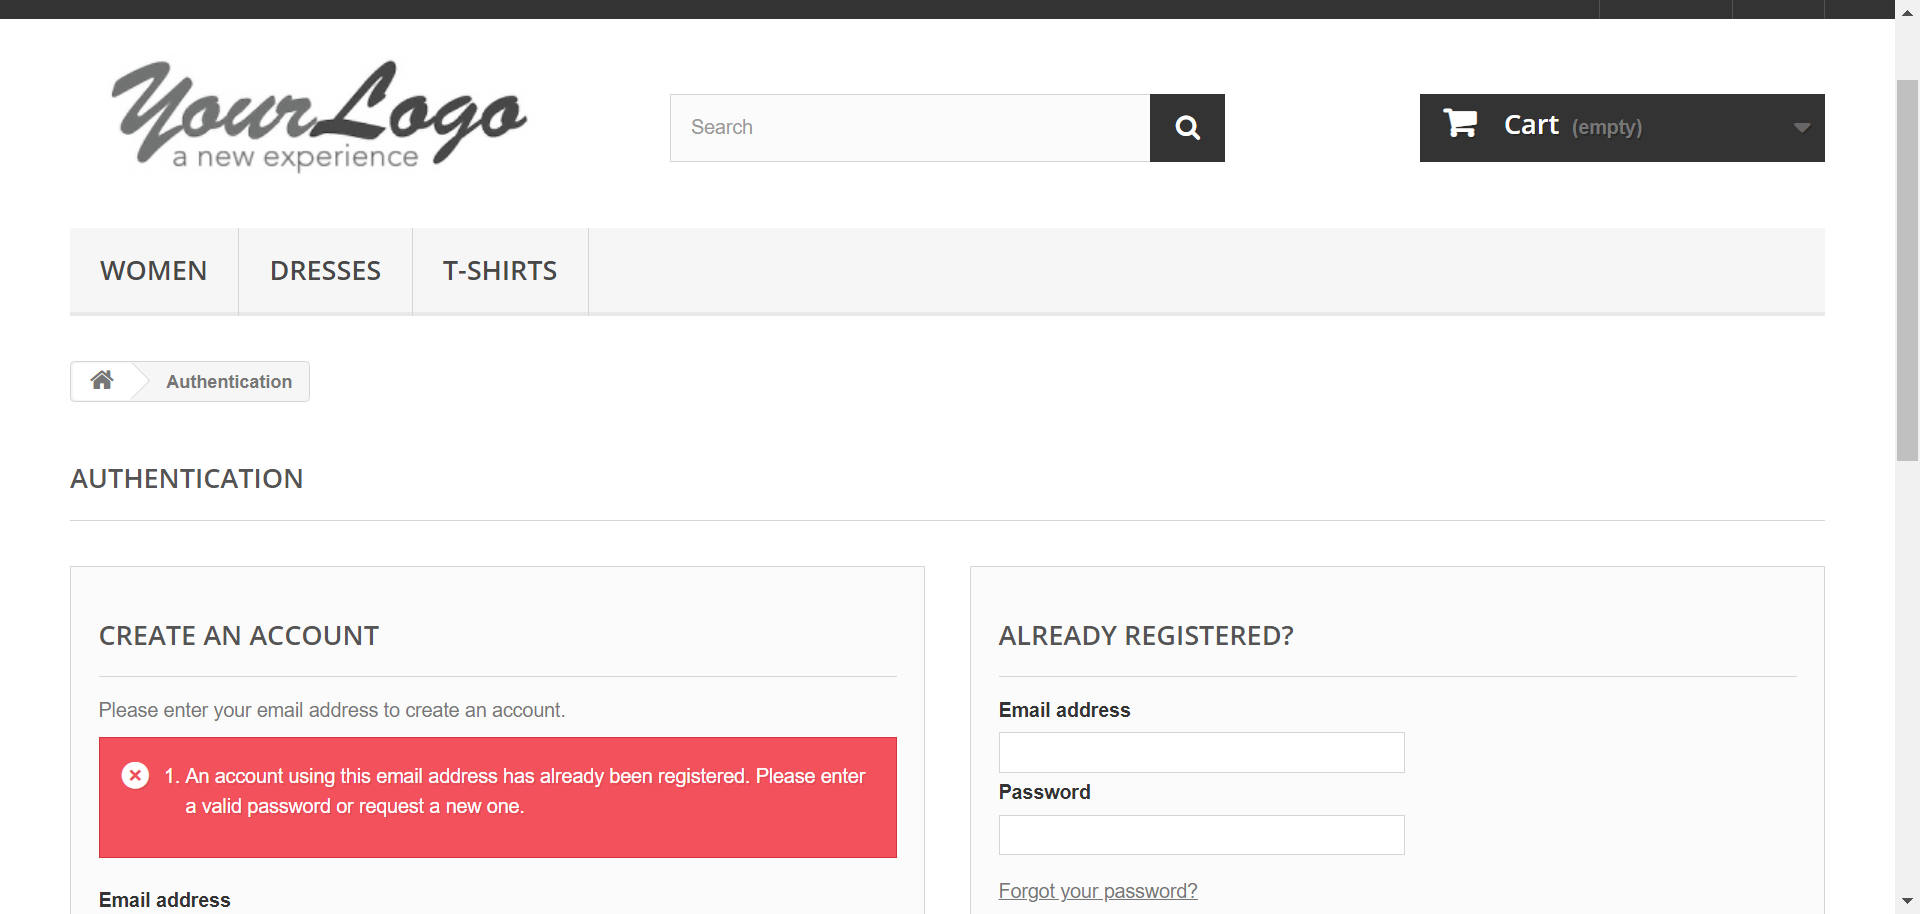 YourLogo
a new experience
Search
Cart (empty)
WOMEN
DRESSES
T-SHIRTS
Authentication
AUTHENTICATION
CREATE AN ACCOUNT
Please enter your email address to create an account.
1. An account using this email address has already been registered. Please enter
a valid password or request a new one.
Email address
ALREADY REGISTERED?
Email address
Password
Forgot your password?